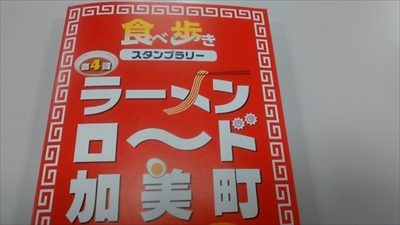 食べ歩き
スタンプラリー
第4回
ラーメン
ロ〜ド
加美町